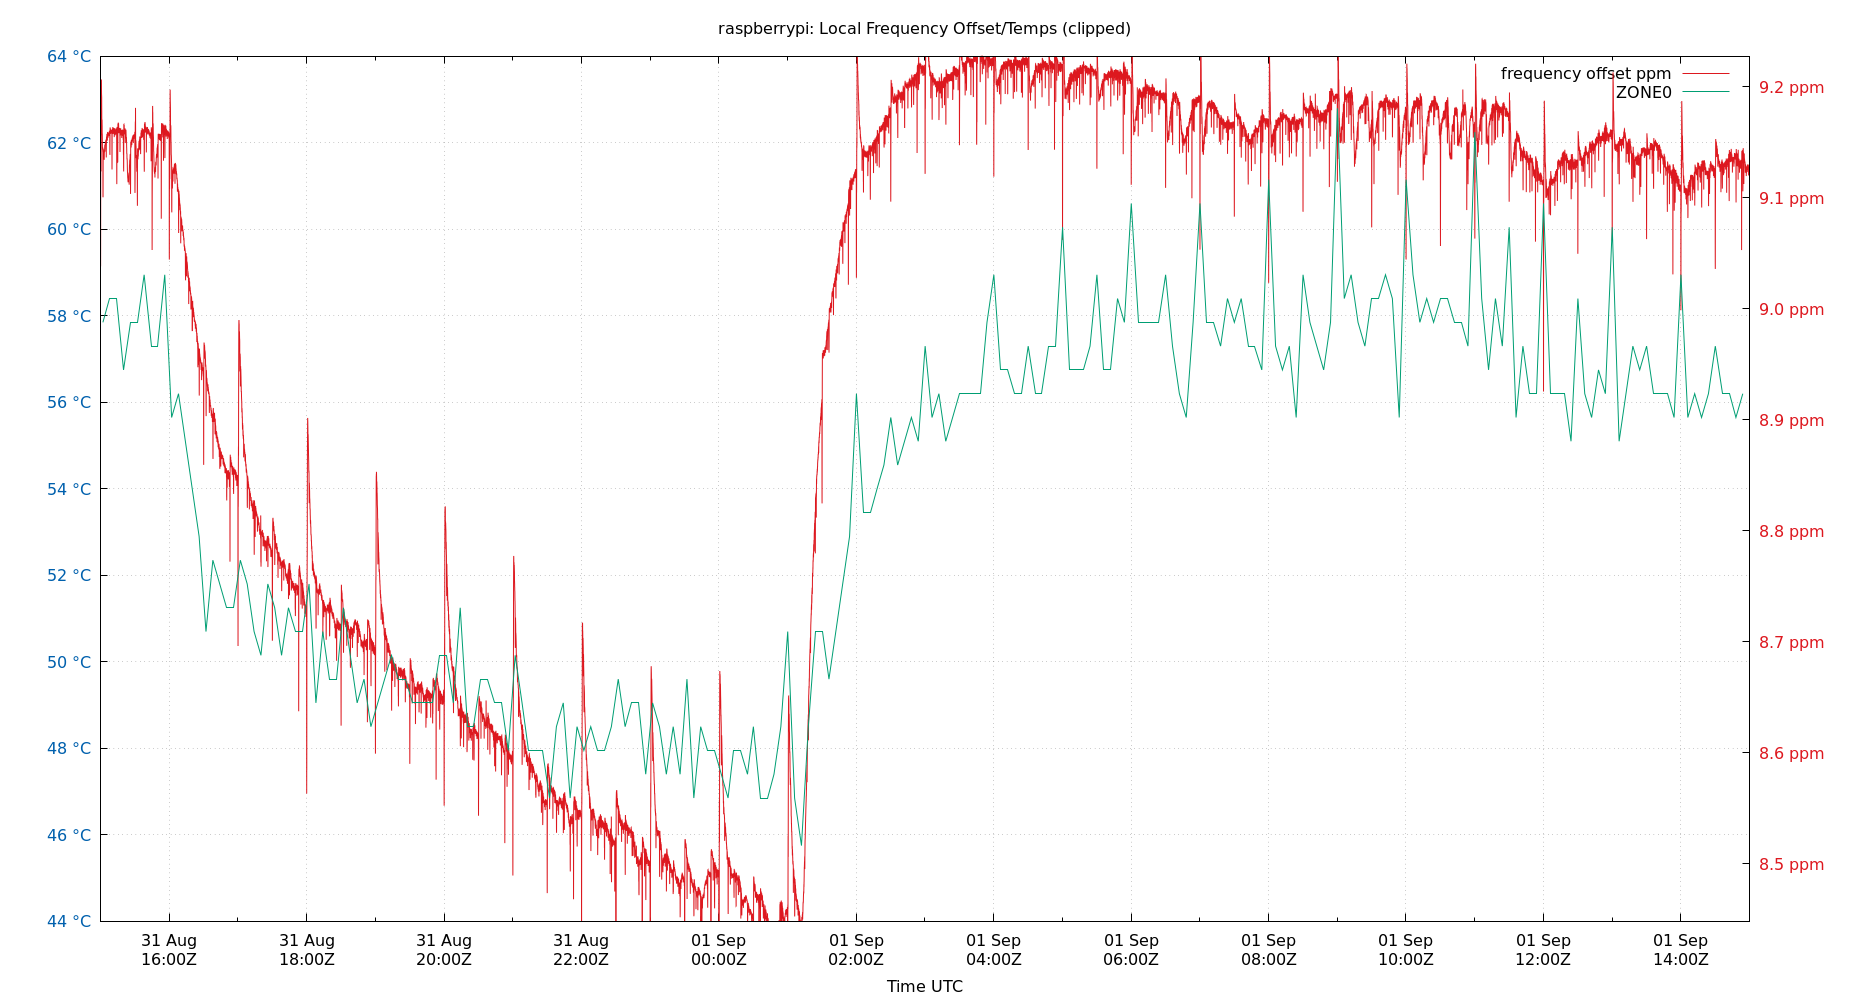 raspberrypi: Local Frequency Offset/Temps (clipped)
64 °C
62 °C
60 °C
58 °C
56 °C
54 °C
52 °C
50 °C
48 °C
46 °C
44 °C
frequency offset ppm
ZONE0
9.2 ppm
9.1 ppm
9.0 ppm
8.9 ppm
8.8 ppm
8.7 ppm
8.6 ppm
8.5 ppm
31 Aug
16:00Z
31 Aug
18:00Z
31 Aug
20:00Z
31 Aug
22:00Z
01 Sep
00:00Z
01 Sep
02:00Z
01 Sep
04:00Z
01 Sep
06:00Z
01 Sep
08:00Z
01 Sep
10:00Z
01 Sep
12:00Z
01 Sep
14:00Z
Time UTC